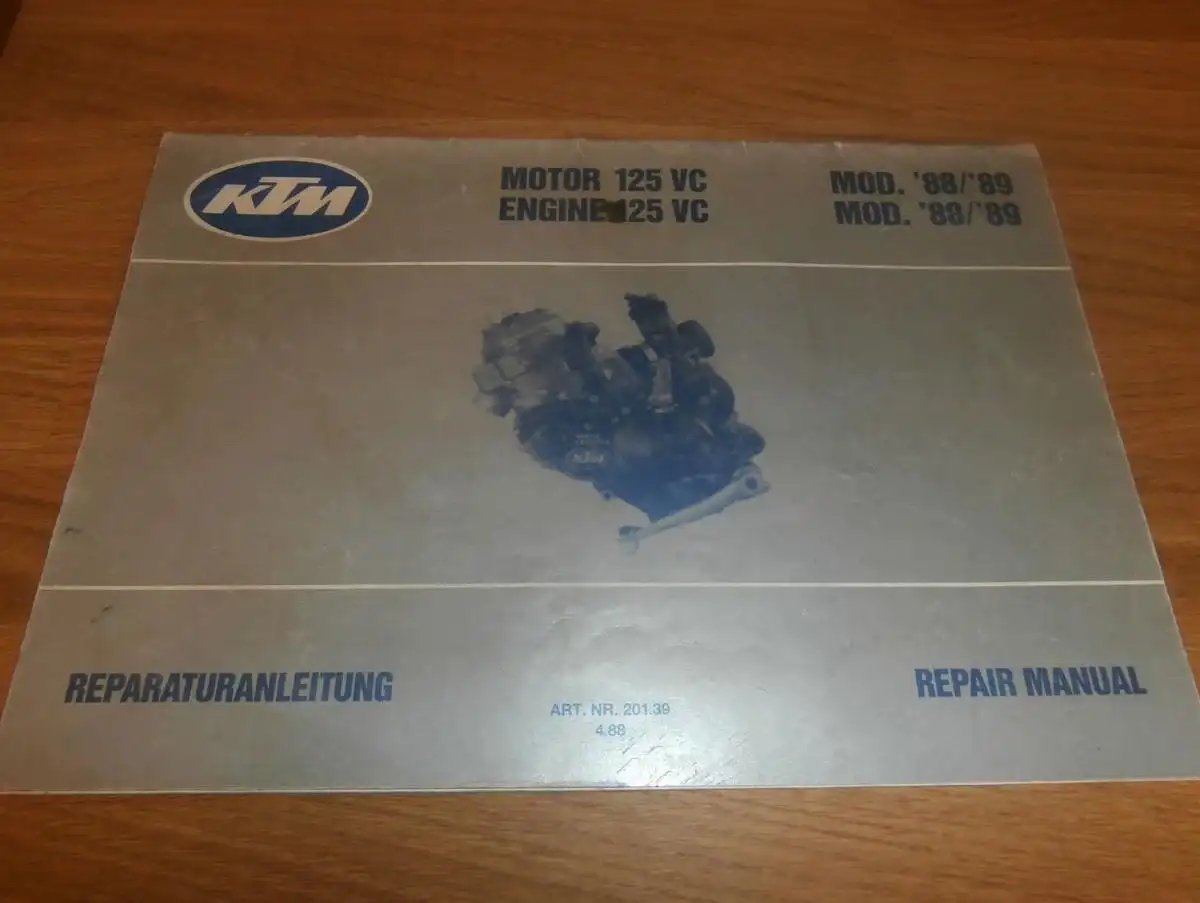 KTM
MOTOR 125 VC
ENGINE 125 VC
MOD. '88/'89
MOD. '88/'89
KTM
REPARATURANLEITUNG
REPAIR MANUAL
ART. NR. 201.39
4.88